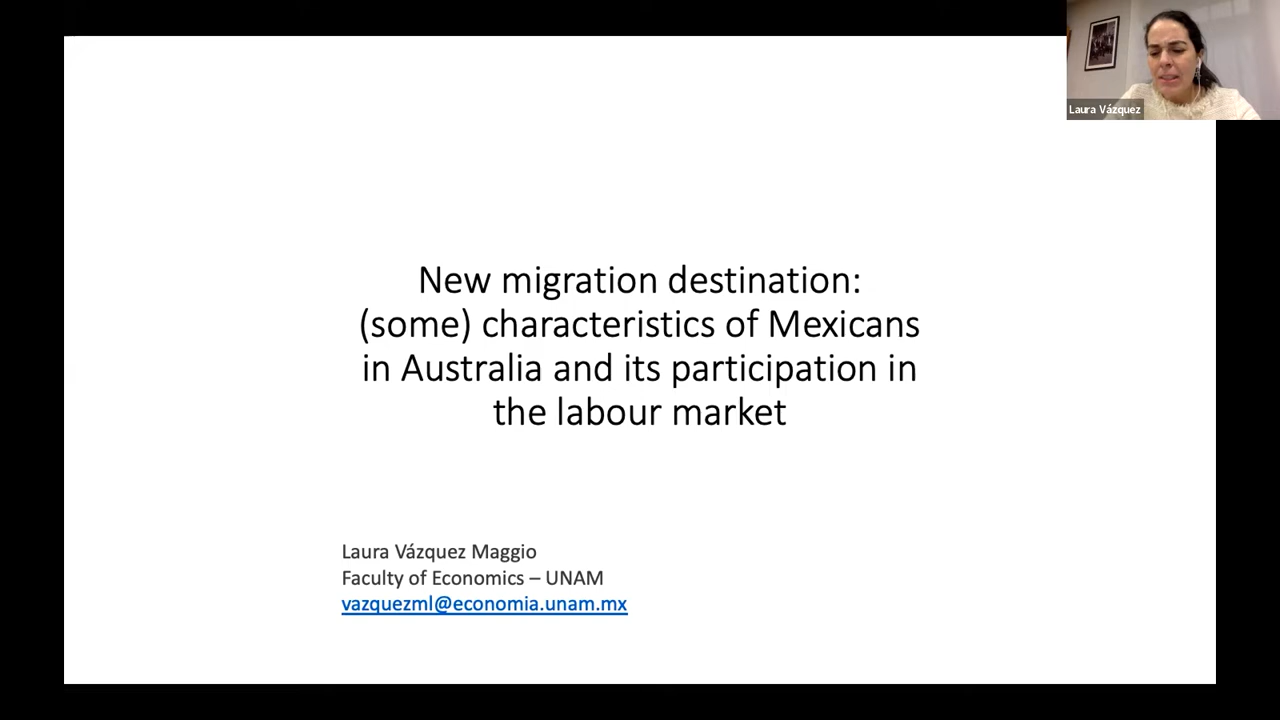 Laura Vázquez
New migration destination:
(some) characteristics of Mexicans
in Australia and its participation in
the labour market
Laura Vázquez Maggio
Faculty of Economics – UNAM
vazquezml@economia.unam.mx